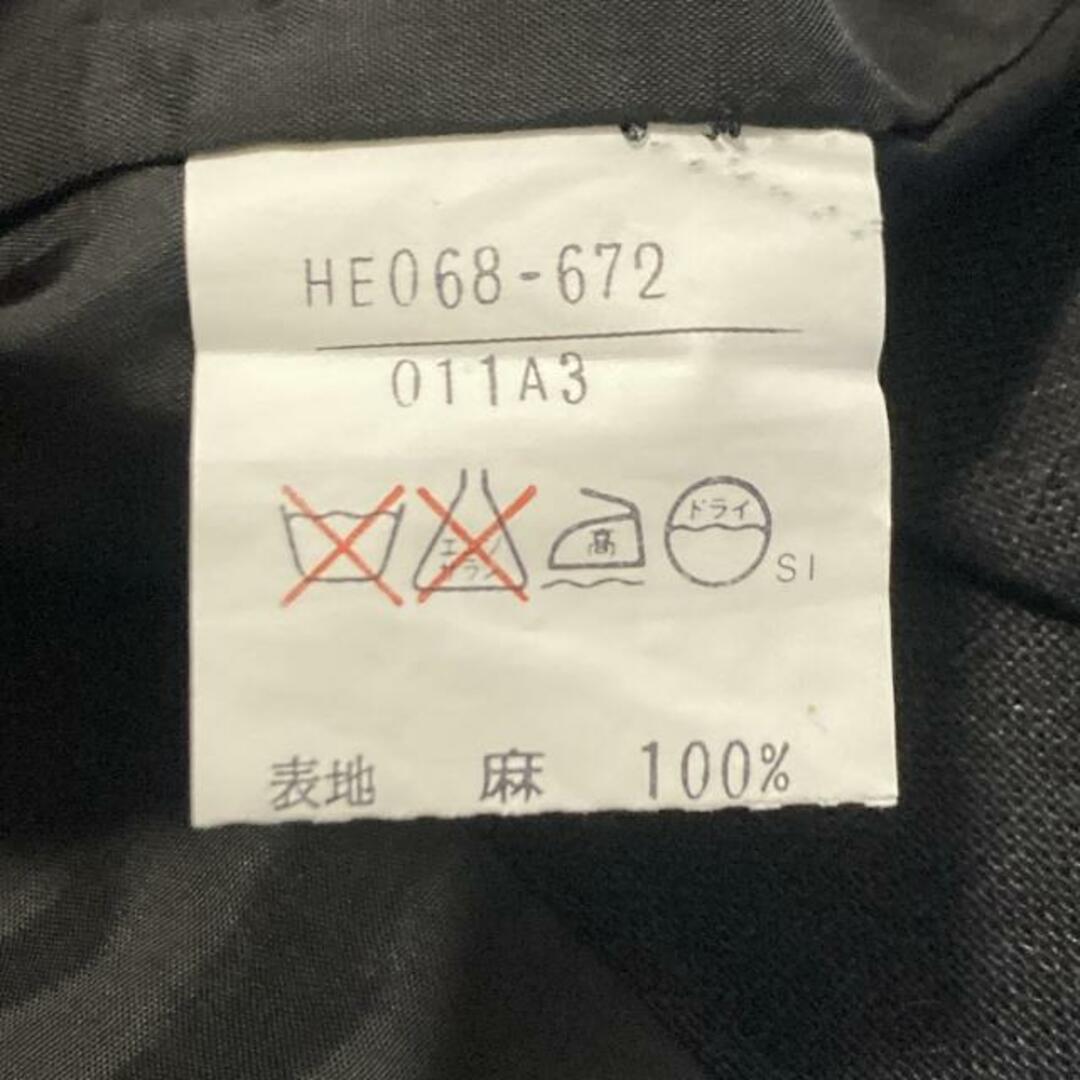 HE068-672
011A3
エンソ
サラシ
高
ドライ
SI
表地 麻 100%